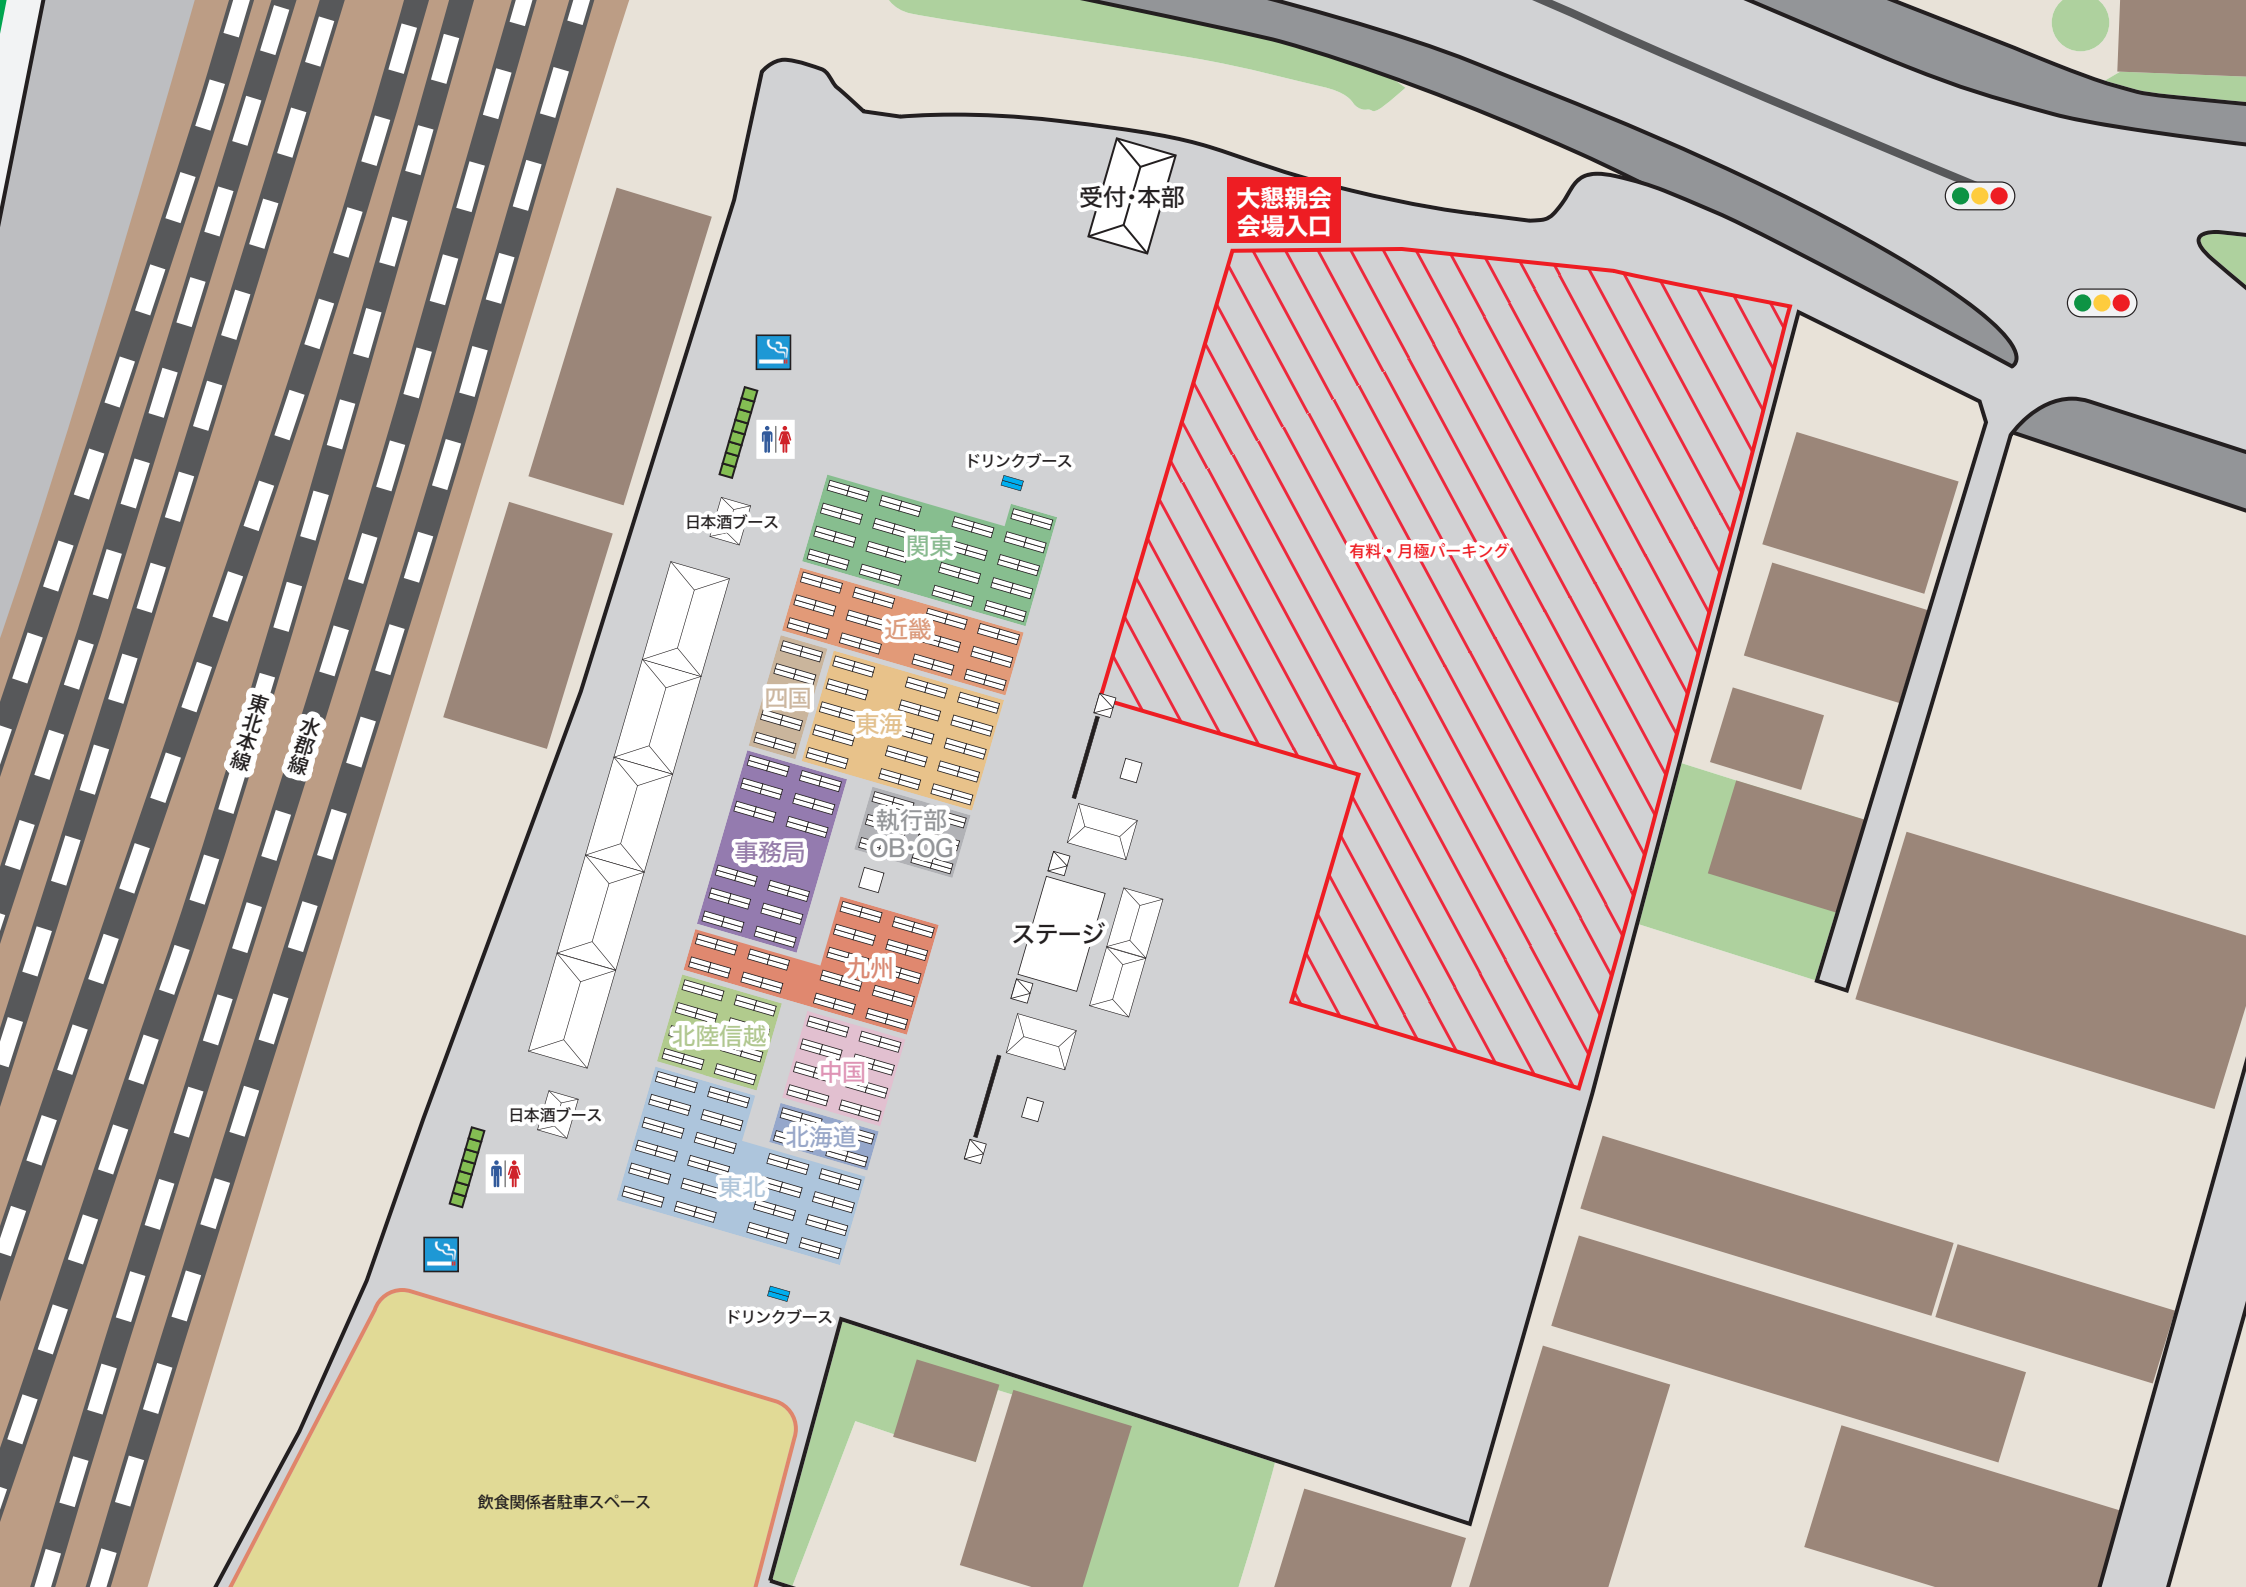 受付・本部
大懇親会
会場入口
ドリンクブース
日本酒ブース
関東
有料・月極パーキング
近畿
四国
東海
東北本線
水郡線
執行部
OB・OG
事務局
ステージ
九州
北陸信越
中国
日本酒ブース
北海道
東北
ドリンクブース
飲食関係者駐車スペース